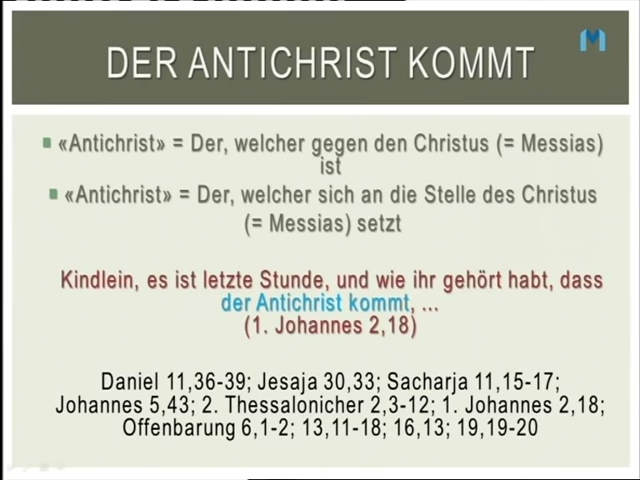 DER ANTICHRIST KOMMT
«Antichrist» = Der, welcher gegen den Christus (= Messias)
ist
«Antichrist» = Der, welcher sich an die Stelle des Christus
(= Messias) setzt
Kindlein, es ist letzte Stunde, und wie ihr gehört habt, dass
der Antichrist kommt, ...
(1. Johannes 2,18)
Daniel 11,36-39; Jesaja 30,33; Sacharja 11,15-17;
Johannes 5,43; 2. Thessalonicher 2,3-12; 1. Johannes 2,18;
Offenbarung 6,1-2; 13,11-18; 16,13; 19,19-20